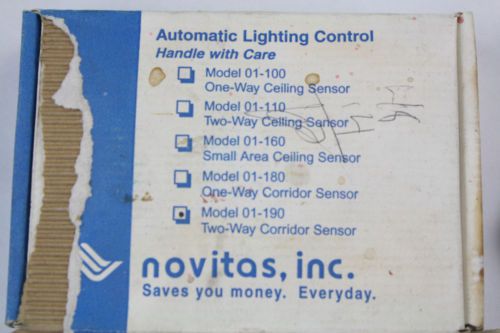 Automatic Lighting Control
Handle with Care
Model 01-100
One-Way Ceiling Sensor
Model 01-110
Two-Way Ceiling Sensor
Model 01-160
Small Area Ceiling Sensor
Model 01-180
One-Way Corridor Sensor
Model 01-190
Two-Way Corridor Sensor
novitas, inc.
Saves you money. Everyday.